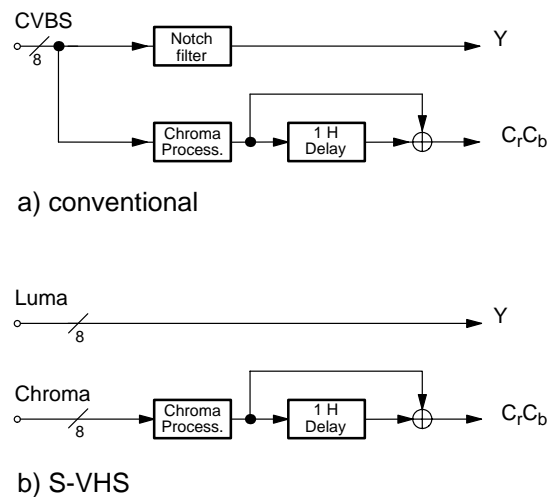 CVBS
8
Notch
filter
Y
Chroma
Process.
1 H
Delay
CrCb
a) conventional
Luma
8
Y
Chroma
8
Chroma
Process.
1 H
Delay
CrCb
b) S-VHS